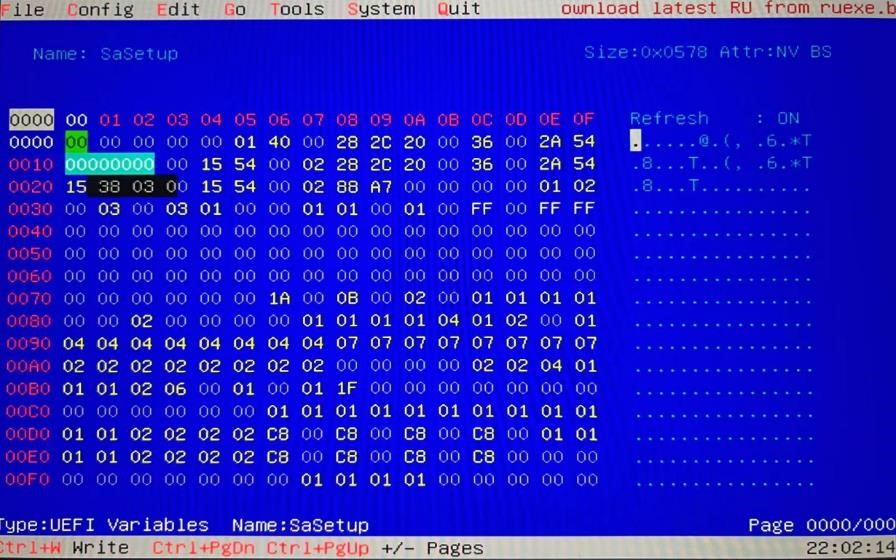 File Config Edit Go Tools System Quit ownload latest RU from ruexe.b
Name: SaSetup Size:0x0578 Attr:NV BS
0000 00 01 02 03 04 05 06 07 08 09 0A 0B 0C 0D 0E 0F Refresh : ON
0000 00 00 00 00 00 01 40 00 28 2C 20 00 36 00 2A 54 ......@.(, .6.*T
0010 00000000 00 15 54 00 02 28 2C 20 00 36 00 2A 54 .8...T..(, .6.*T
0020 15 38 03 00 15 54 00 02 88 A7 00 00 00 00 01 02 .8...T..........
0030 00 03 00 03 01 00 00 01 01 00 01 00 FF 00 FF FF ................
0040 00 00 00 00 00 00 00 00 00 00 00 00 00 00 00 00 ................
0050 00 00 00 00 00 00 00 00 00 00 00 00 00 00 00 00 ................
0060 00 00 00 00 00 00 00 00 00 00 00 00 00 00 00 00 ................
0070 00 00 00 00 00 00 1A 00 0B 00 02 00 01 01 01 01 ................
0080 00 00 02 00 00 00 00 01 01 01 01 04 01 02 00 01 ................
0090 04 04 04 04 04 04 04 04 07 07 07 07 07 07 07 07 ................
00A0 02 02 02 02 02 02 02 02 00 00 00 00 02 02 04 01 ................
00B0 01 01 02 06 00 01 00 01 1F 00 00 00 00 00 00 00 ................
00C0 00 00 00 00 00 00 01 01 01 01 01 01 01 01 01 01 ................
00D0 01 01 02 02 02 02 C8 00 C8 00 C8 00 C8 00 01 01 ................
00E0 01 01 02 02 02 02 C8 00 C8 00 C8 00 C8 00 00 00 ................
00F0 00 00 00 00 00 00 00 01 01 01 01 00 00 00 00 00 ................
Type:UEFI Variables Name:SaSetup Page 0000/000
Ctrl+W Write Ctrl+PgDn Ctrl+PgUp +/- Pages 22:02:14